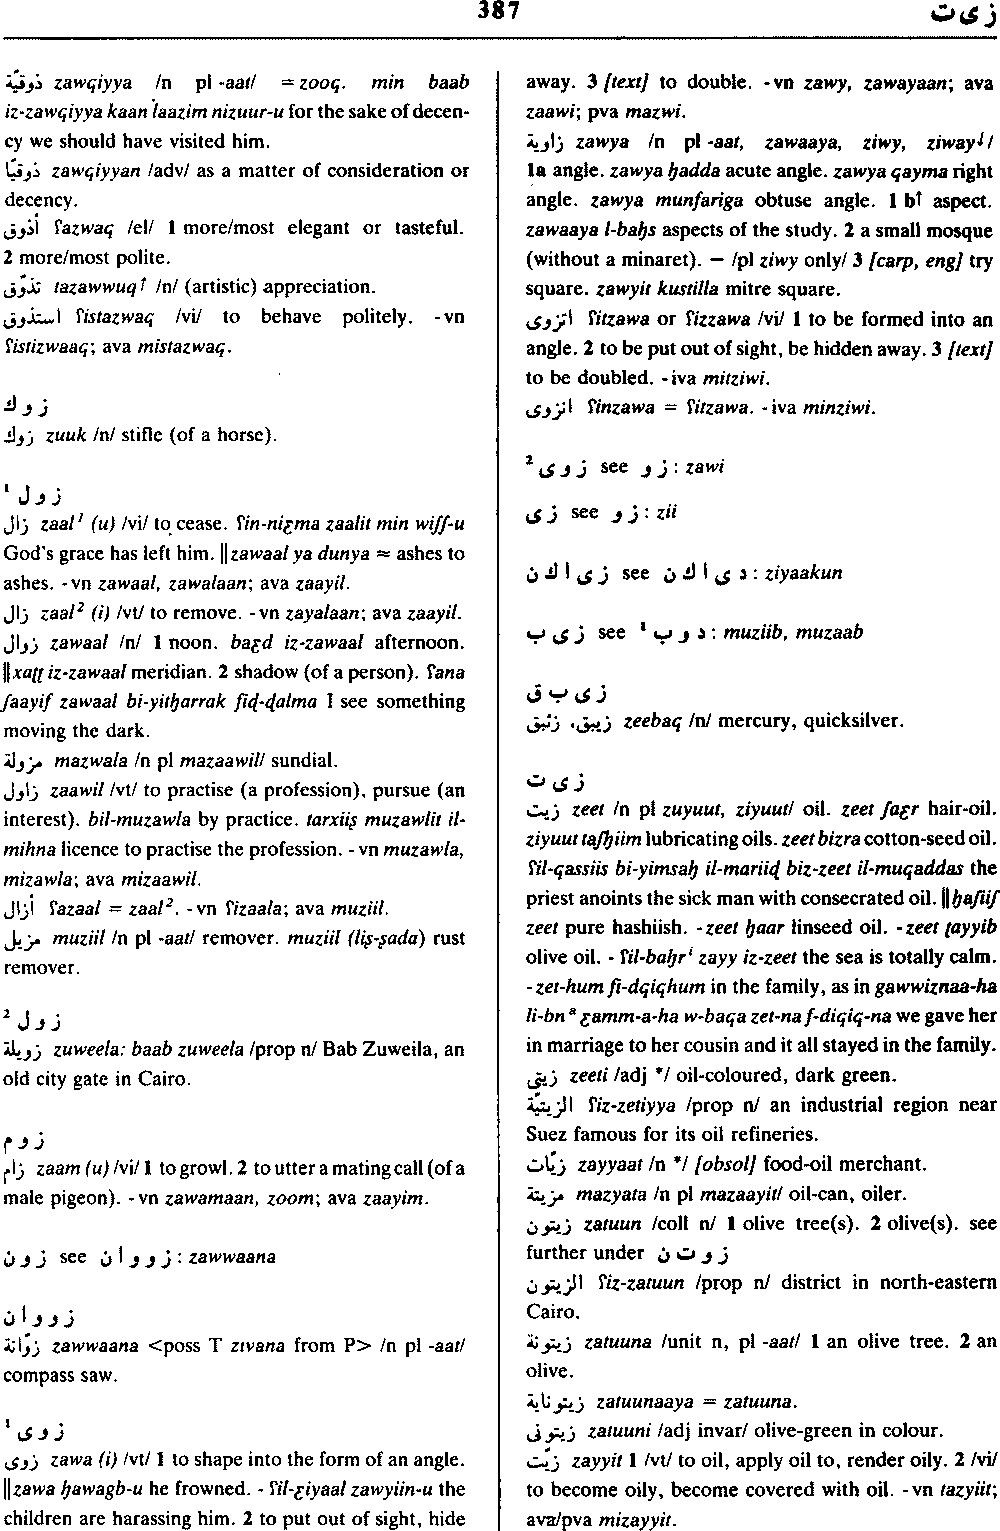 387
زىت
ذوقيّة zawqiyya /n pl -aat/ = zooq. min baab
iz-zawqiyya kaan laazim nizuur-u for the sake of decen-
cy we should have visited him.
ذوقيًّا zawqiyyan /adv/ as a matter of consideration or
decency.
أذوق ʕazwaq /el/ 1 more/most elegant or tasteful.
2 more/most polite.
تذوّق tazawwuq↑ /n/ (artistic) appreciation.
استذوق ʕistazwaq /vi/ to behave politely. -vn
ʕistizwaaq; ava mistazwaq.
زوك
زوك zuuk /n/ stifle (of a horse).
زول ¹
زال zaal¹ (u) /vi/ to cease. ʕin-niɛma zaalit min wiʃʃ-u
God's grace has left him. ‖zawaal ya dunya ≈ ashes to
ashes. -vn zawaal, zawalaan; ava zaayil.
زال zaal² (i) /vt/ to remove. -vn zayalaan; ava zaayil.
زوال zawaal /n/ 1 noon. baɛd iz-zawaal afternoon.
‖xaṭṭ iz-zawaal meridian. 2 shadow (of a person). ʕana
ʃaayif zawaal bi-yitḥarrak fiḍ-ḍalma I see something
moving the dark.
مزولة mazwala /n pl mazaawil/ sundial.
زاول zaawil /vt/ to practise (a profession), pursue (an
interest). bil-muzawla by practice. tarxiiṣ muzawlit il-
mihna licence to practise the profession. -vn muzawla,
mizawla; ava mizaawil.
أزال ʕazaal = zaal². -vn ʕizaala; ava muziil.
مزيل muziil /n pl -aat/ remover. muziil (liṣ-ṣada) rust
remover.
زول ²
زويلة zuweela: baab zuweela /prop n/ Bab Zuweila, an
old city gate in Cairo.
زوم
زام zaam (u) /vi/ 1 to growl. 2 to utter a mating call (of a
male pigeon). -vn zawamaan, zoom; ava zaayim.
زون see زووان : zawwaana
زووان
زوّانة zawwaana <poss T zıvana from P> /n pl -aat/
compass saw.
زوى ¹
زوى zawa (i) /vt/ 1 to shape into the form of an angle.
‖zawa ḥawagb-u he frowned. - ʕil-ɛiyaal zawyiin-u the
children are harassing him. 2 to put out of sight, hide
away. 3 [text] to double. -vn zawy, zawayaan; ava
zaawi; pva mazwi.
زاوية zawya /n pl -aat, zawaaya, ziwy, ziway↓/
1a angle. zawya ḥadda acute angle. zawya qayma right
angle. zawya munfariga obtuse angle. 1 b↑ aspect.
zawaaya l-baḥs aspects of the study. 2 a small mosque
(without a minaret). — /pl ziwy only/ 3 [carp, eng] try
square. zawyit kustilla mitre square.
اتزوى ʕitzawa or ʕizzawa /vi/ 1 to be formed into an
angle. 2 to be put out of sight, be hidden away. 3 [text]
to be doubled. -iva mitziwi.
انزوى ʕinzawa = ʕitzawa. -iva minziwi.
زوى ² see زو : zawi
زى see زو : zii
زىاكن see دىاكن : ziyaakun
زىب see دوب ¹ : muziib, muzaab
زىبق
زيبق، زئبق zeebaq /n/ mercury, quicksilver.
زىت
زيت zeet /n pl zuyuut, ziyuut/ oil. zeet ʃaɛr hair-oil.
ziyuut taʃḥiim lubricating oils. zeet bizra cotton-seed oil.
ʕil-qassiis bi-yimsaḥ il-mariiḍ biz-zeet il-muqaddas the
priest anoints the sick man with consecrated oil. ‖ḥaʃiiʃ
zeet pure hashiish. -zeet ḥaar linseed oil. -zeet ṭayyib
olive oil. - ʕil-baḥrⁱ zayy iz-zeet the sea is totally calm.
-zet-hum fi-dqiqhum in the family, as in gawwiznaa-ha
li-bnᵃ ɛamm-a-ha w-baqa zet-na f-diqiq-na we gave her
in marriage to her cousin and it all stayed in the family.
زيتى zeeti /adj */ oil-coloured, dark green.
الزيتيّة ʕiz-zetiyya /prop n/ an industrial region near
Suez famous for its oil refineries.
زيّات zayyaat /n */ [obsol] food-oil merchant.
مزيتة mazyata /n pl mazaayit/ oil-can, oiler.
زيتون zatuun /coll n/ 1 olive tree(s). 2 olive(s). see
further under زوتن
الزيتون ʕiz-zatuun /prop n/ district in north-eastern
Cairo.
زيتونة zatuuna /unit n, pl -aat/ 1 an olive tree. 2 an
olive.
زيتوناية zatuunaaya = zatuuna.
زيتونى zatuuni /adj invar/ olive-green in colour.
زيّت zayyit 1 /vt/ to oil, apply oil to, render oily. 2 /vi/
to become oily, become covered with oil. -vn tazyiit;
ava/pva mizayyit.